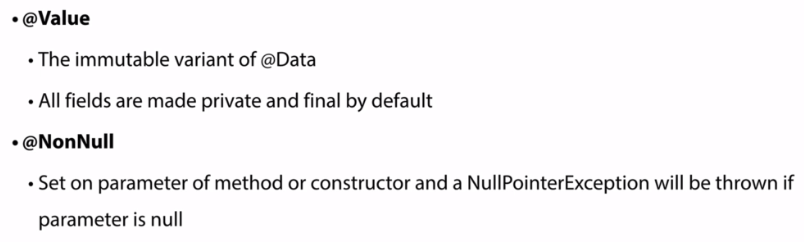 • @Value
• The immutable variant of @Data
• All fields are made private and final by default
• @NonNull
• Set on parameter of method or constructor and a NullPointerException will be thrown if
parameter is null